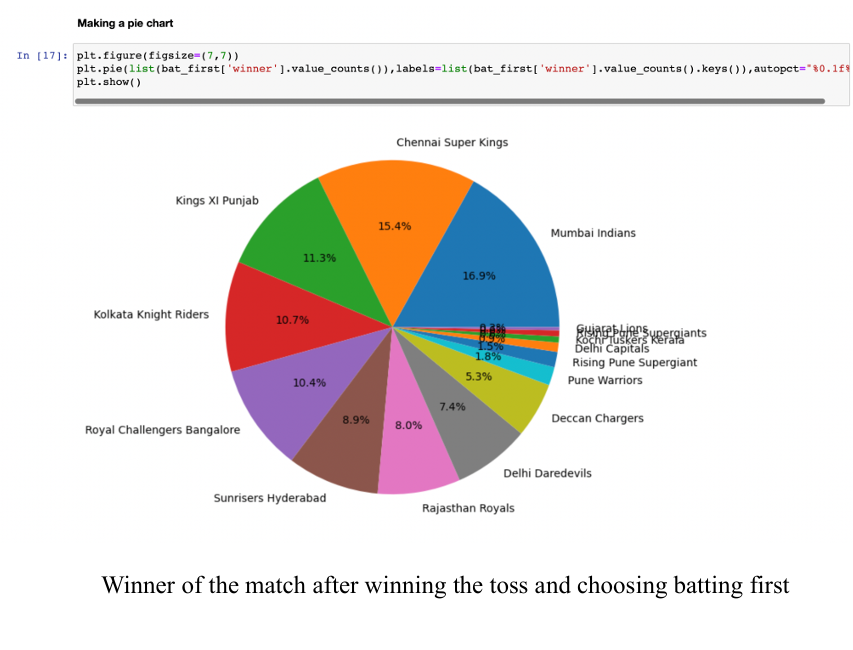 Making a pie chart
In [17]:
plt.figure(figsize=(7,7))
plt.pie(list(bat_first['winner'].value_counts()),labels=list(bat_first['winner'].value_counts().keys()),autopct="%0.1f%
plt.show()
Chennai Super Kings
Kings XI Punjab
15.4%
Mumbai Indians
11.3%
16.9%
Kolkata Knight Riders
10.7%
Gujarat Lions
Rising Pune Supergiants
Kochi Tuskers Kerala
Delhi Capitals
1.5%
1.8%
Rising Pune Supergiant
Pune Warriors
5.3%
10.4%
7.4%
Deccan Chargers
8.9%
8.0%
Royal Challengers Bangalore
Delhi Daredevils
Sunrisers Hyderabad
Rajasthan Royals
Winner of the match after winning the toss and choosing batting first